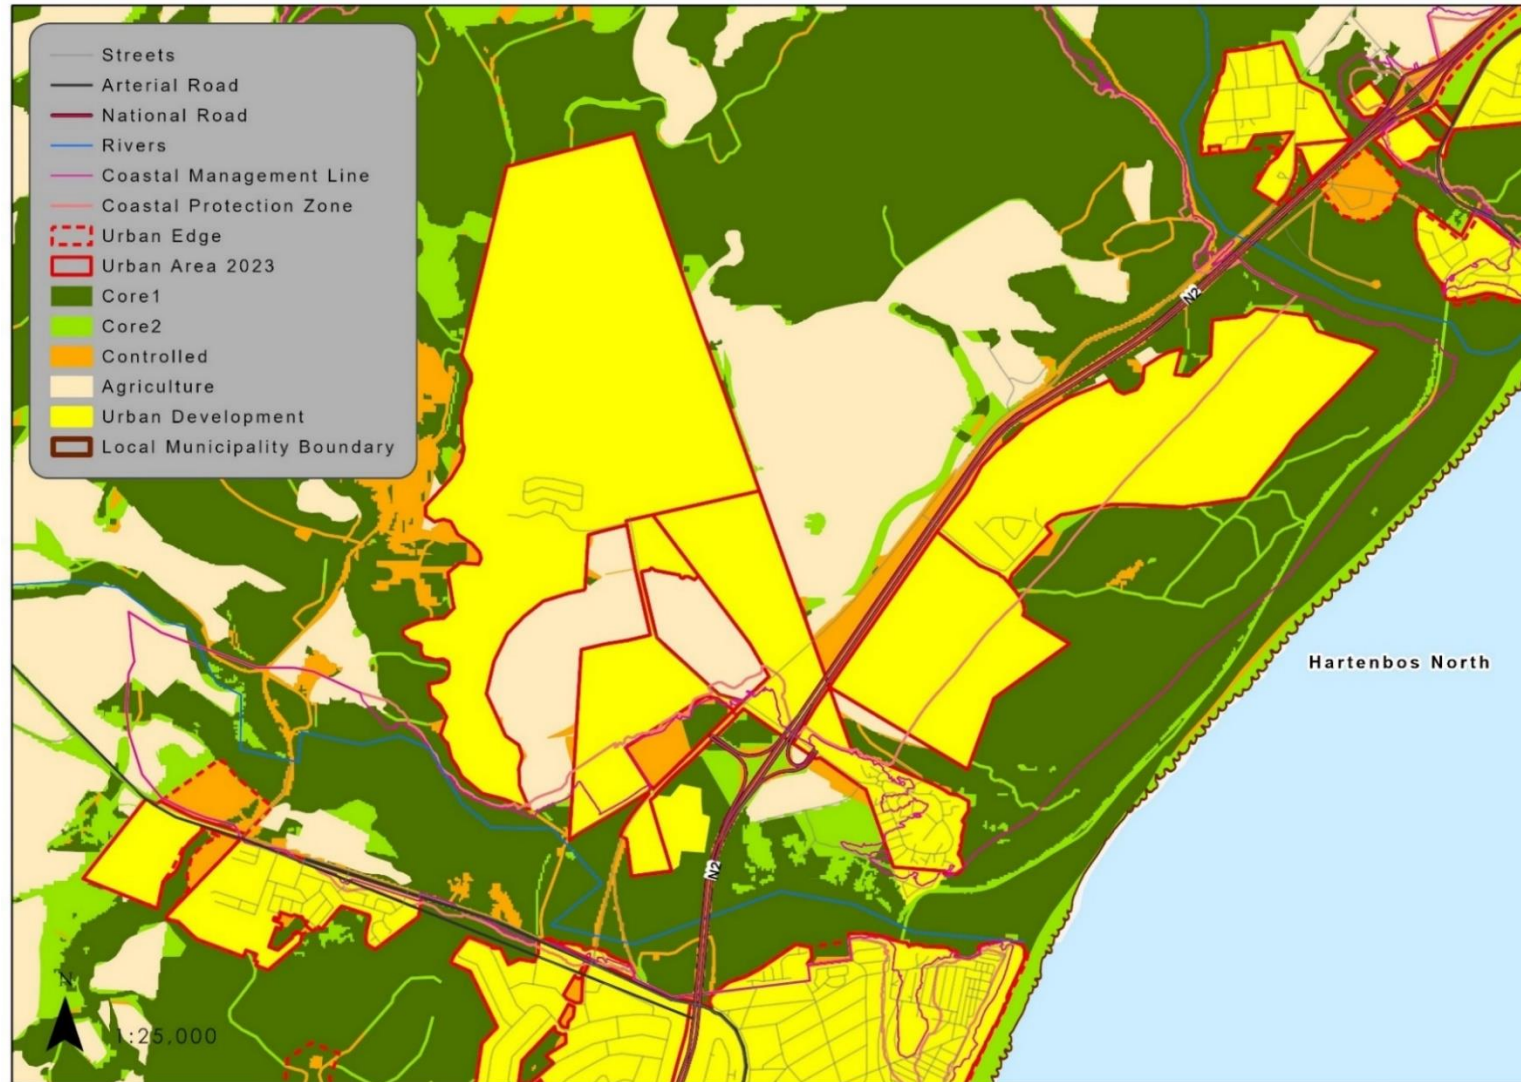 Streets
Arterial Road
National Road
Rivers
Coastal Management Line
Coastal Protection Zone
Urban Edge
Urban Area 2023
Core1
Core2
Controlled
Agriculture
Urban Development
Local Municipality Boundary
N2
Hartenbos North
N2
N
1:25,000